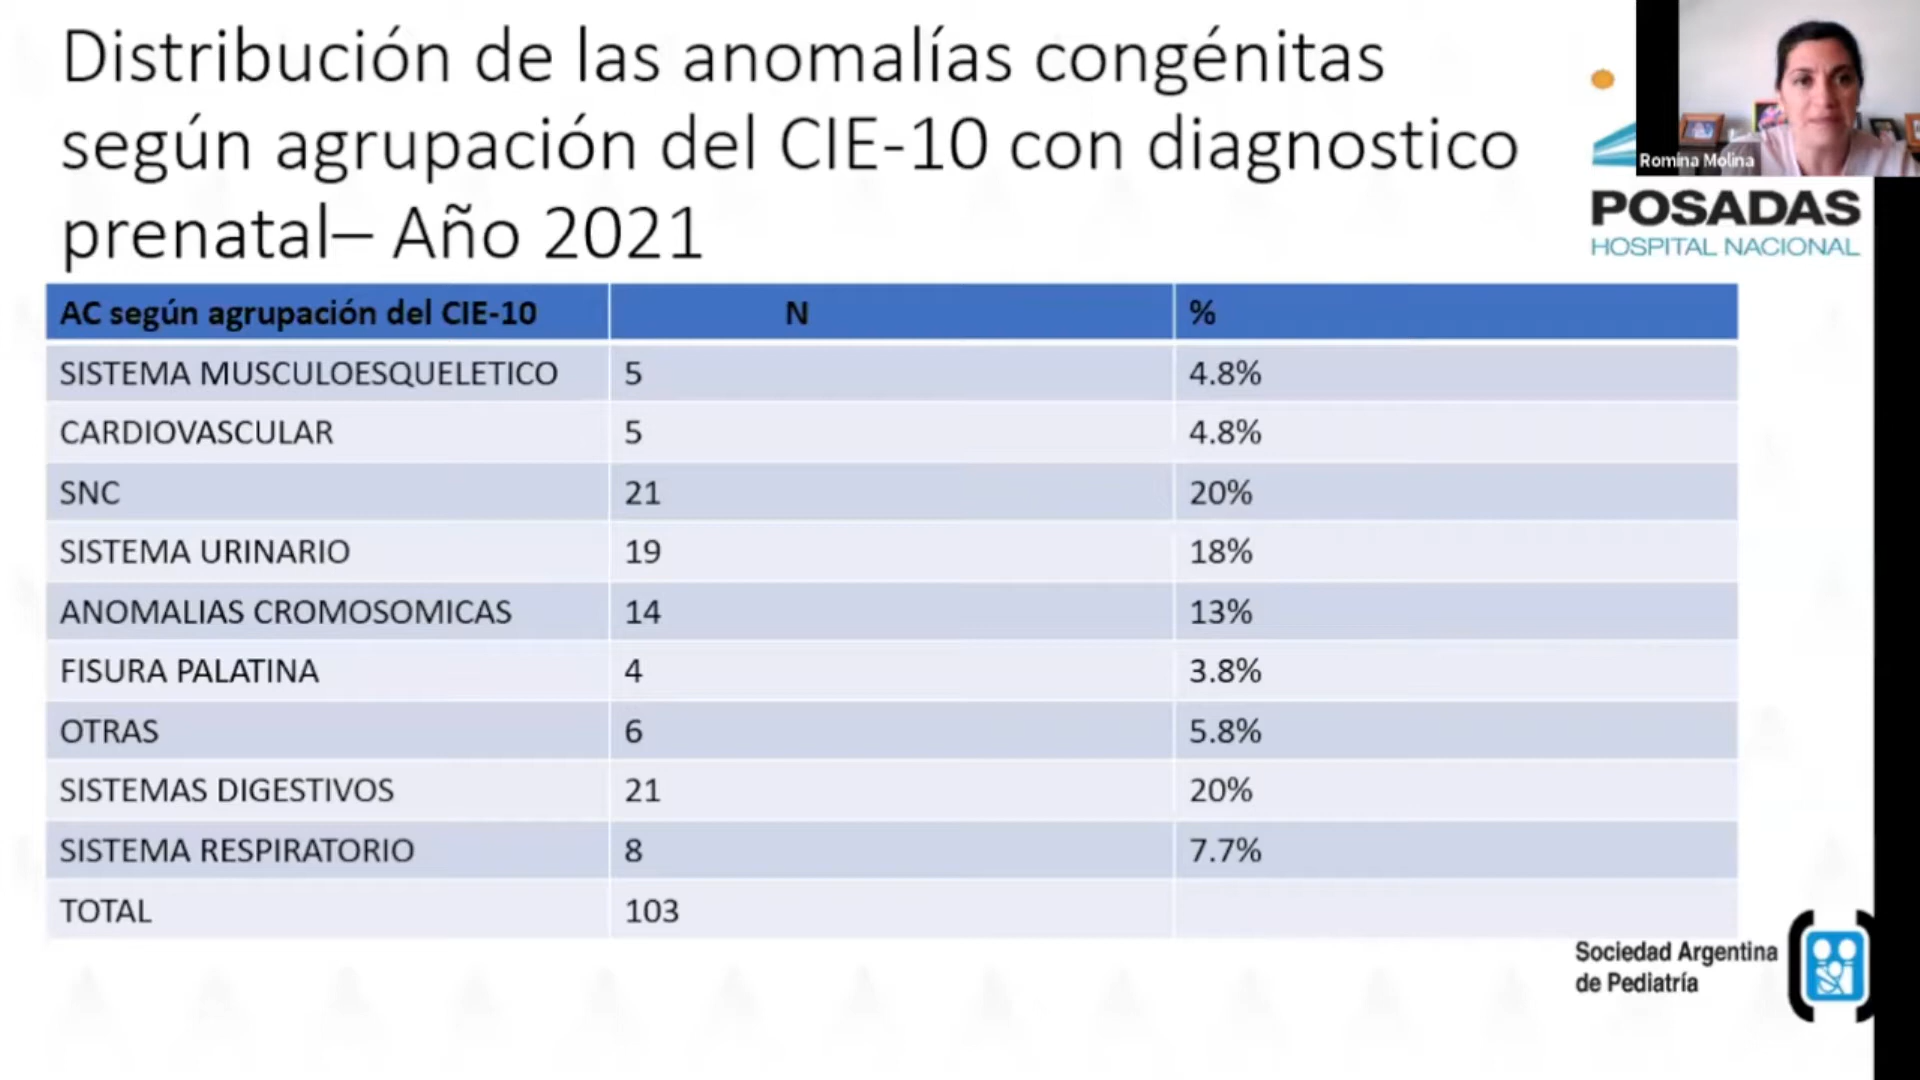 Distribución de las anomalías congénitas
según agrupación del CIE-10 con diagnostico
prenatal– Año 2021
Romina Molina
POSADAS
HOSPITAL NACIONAL
AC según agrupación del CIE-10 N %
SISTEMA MUSCULOESQUELETICO 5 4.8%
CARDIOVASCULAR 5 4.8%
SNC 21 20%
SISTEMA URINARIO 19 18%
ANOMALIAS CROMOSOMICAS 14 13%
FISURA PALATINA 4 3.8%
OTRAS 6 5.8%
SISTEMAS DIGESTIVOS 21 20%
SISTEMA RESPIRATORIO 8 7.7%
TOTAL 103
Sociedad Argentina
de Pediatría